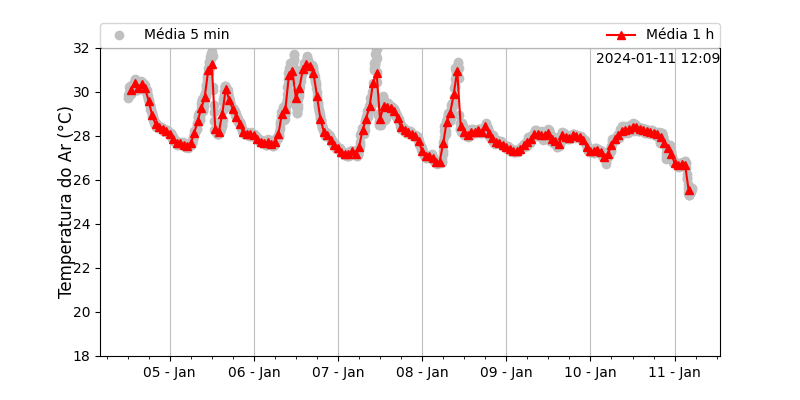 Média 5 min
Média 1 h
2024-01-11 12:09
Temperatura do Ar (°C)
32
30
28
26
24
22
20
18
05 - Jan
06 - Jan
07 - Jan
08 - Jan
09 - Jan
10 - Jan
11 - Jan